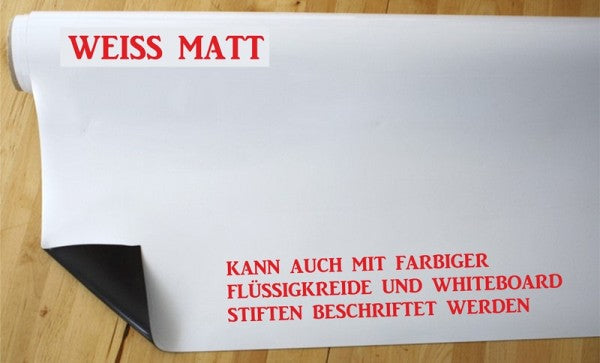 WEISS MATT
KANN AUCH MIT FARBIGER
FLÜSSIGKREIDE UND WHITEBOARD
STIFTEN BESCHRIFTET WERDEN